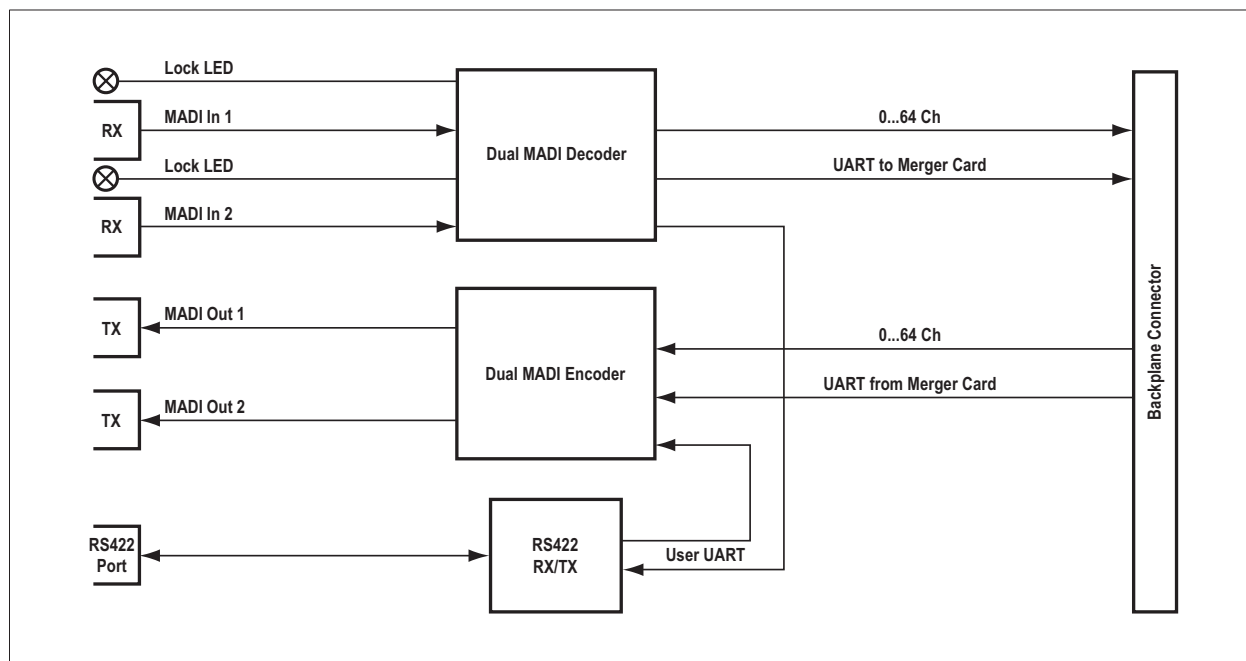 Lock LED
MADI In 1
RX
Lock LED
MADI In 2
RX
Dual MADI Decoder
0...64 Ch
UART to Merger Card
MADI Out 1
TX
MADI Out 2
TX
Dual MADI Encoder
0...64 Ch
UART from Merger Card
Backplane Connector
RS422
Port
RS422
RX/TX
User UART